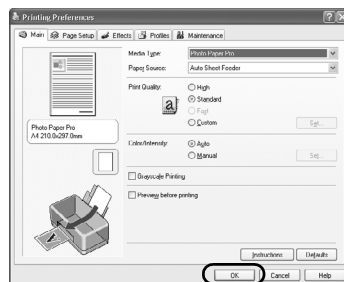 Printing Preferences
Main Page Setup Effects Profiles Maintenance
Media Type: Photo Paper Pro
Paper Source: Auto Sheet Feeder
Print Quality: High
Standard
Fast
Custom Set...
Photo Paper Pro
A4 210.0x297.0mm
Color/Intensity: Auto
Manual Set...
Grayscale Printing
Preview before printing
Instructions Defaults
OK Cancel Help